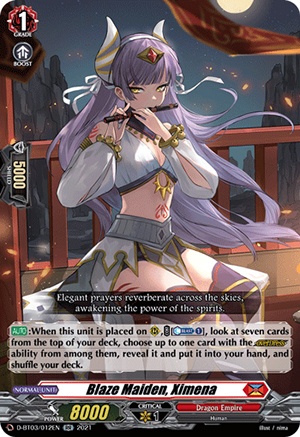 1
GRADE
BOOST
5000
SHIELD
Elegant prayers reverberate across the skies,
awakening the power of the spirits.
AUTO:When this unit is placed on (R),[COST][SB1], look at seven cards
from the top of your deck, choose up to one card with the
ability from among them, reveal it and put it into your hand, and
shuffle your deck.
NORMAL UNIT
Blaze Maiden, Ximena
D-BT03/012EN RR 2021
POWER 8000
CRITICAL
1
Dragon Empire
Human
Illust / nima